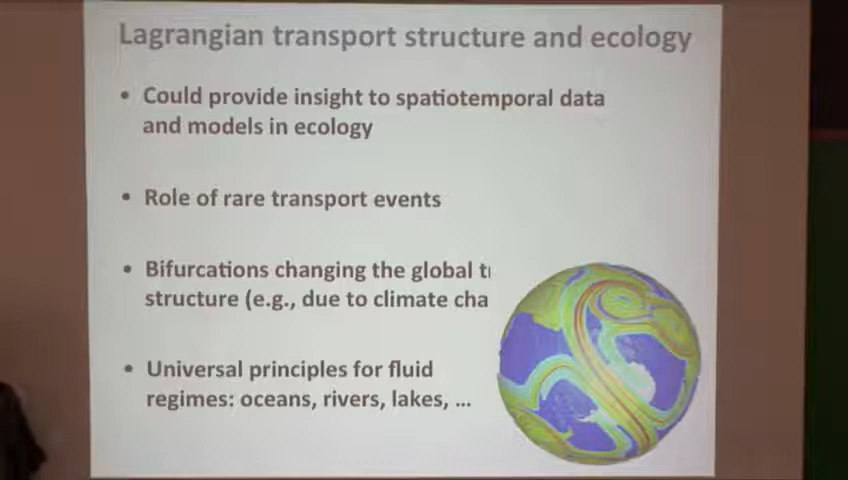 Lagrangian transport structure and ecology
• Could provide insight to spatiotemporal data
and models in ecology
• Role of rare transport events
• Bifurcations changing the global
structure (e.g., due to climate
• Universal principles for fluid
regimes: oceans, rivers, lakes, ...